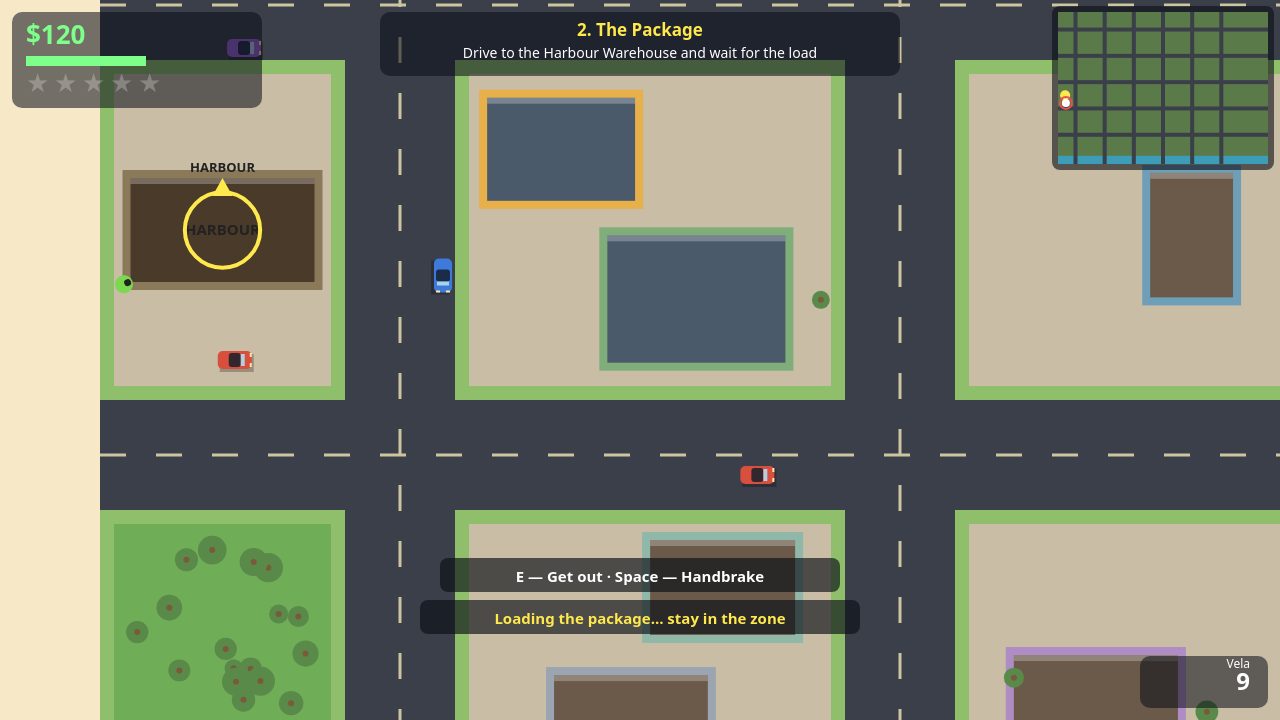 $120
2. The Package
Drive to the Harbour Warehouse and wait for the load
HARBOUR
HARBOUR
E — Get out · Space — Handbrake
Loading the package... stay in the zone
Vela
9